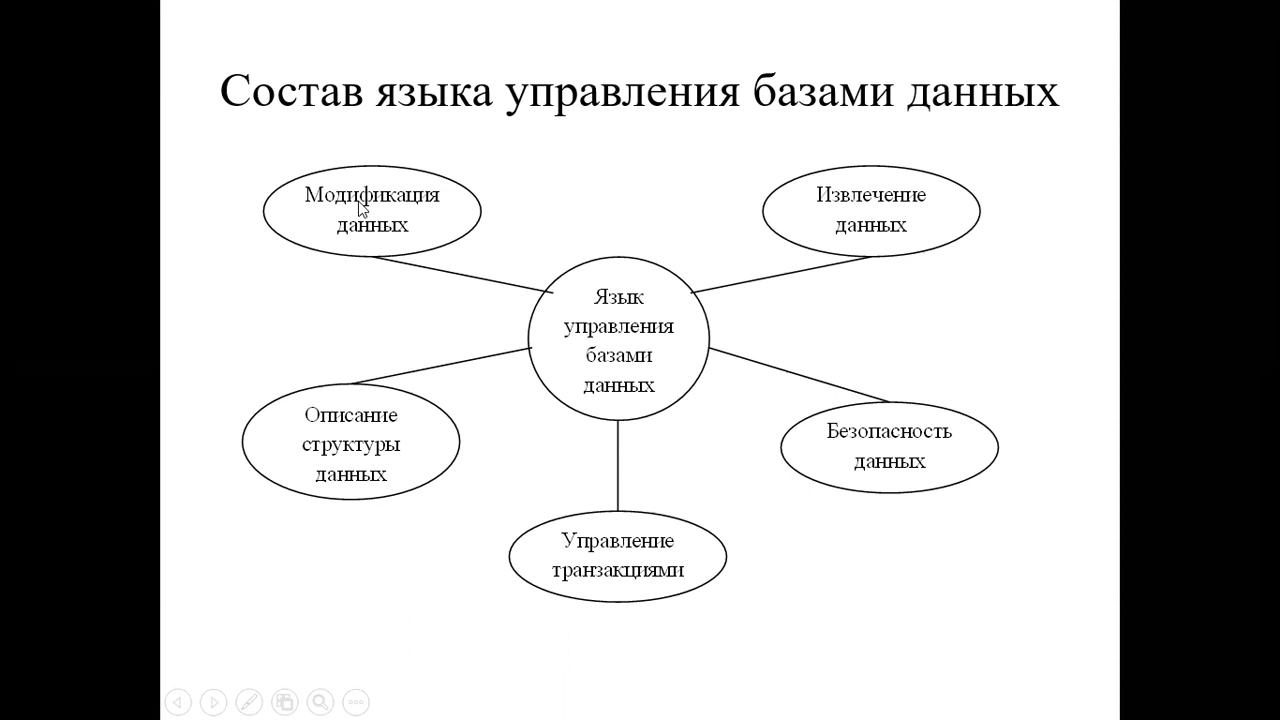 Состав языка управления базами данных
Модификация
данных
Извлечение
данных
Язык
управления
базами
данных
Описание
структуры
данных
Безопасность
данных
Управление
транзакциями